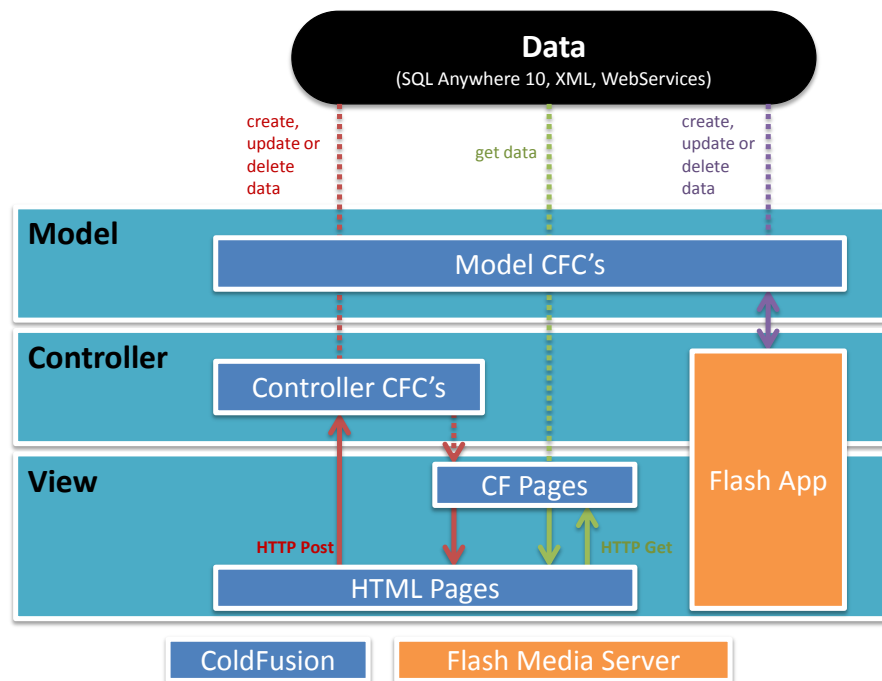 Data
(SQL Anywhere 10, XML, WebServices)
create,
update or
delete
data
get data
create,
update or
delete
data
Model
Model CFC's
Controller
Controller CFC's
View
CF Pages
Flash App
HTTP Post
HTTP Get
HTML Pages
ColdFusion
Flash Media Server